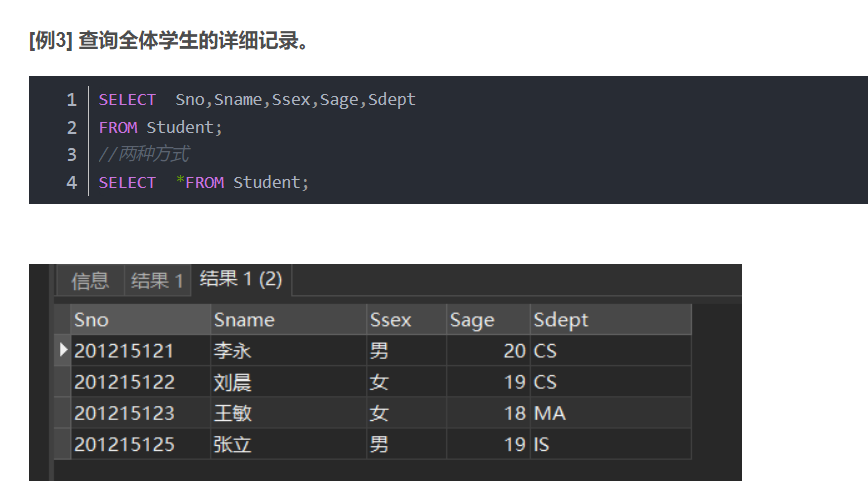 [例3] 查询全体学生的详细记录。
1 SELECT  Sno,Sname,Ssex,Sage,Sdept
2 FROM Student;
3 //两种方式
4 SELECT  *FROM Student;
信息 结果 1 结果 1 (2)
Sno Sname Ssex Sage Sdept
201215121 李永 男 20 CS
201215122 刘晨 女 19 CS
201215123 王敏 女 18 MA
201215125 张立 男 19 IS